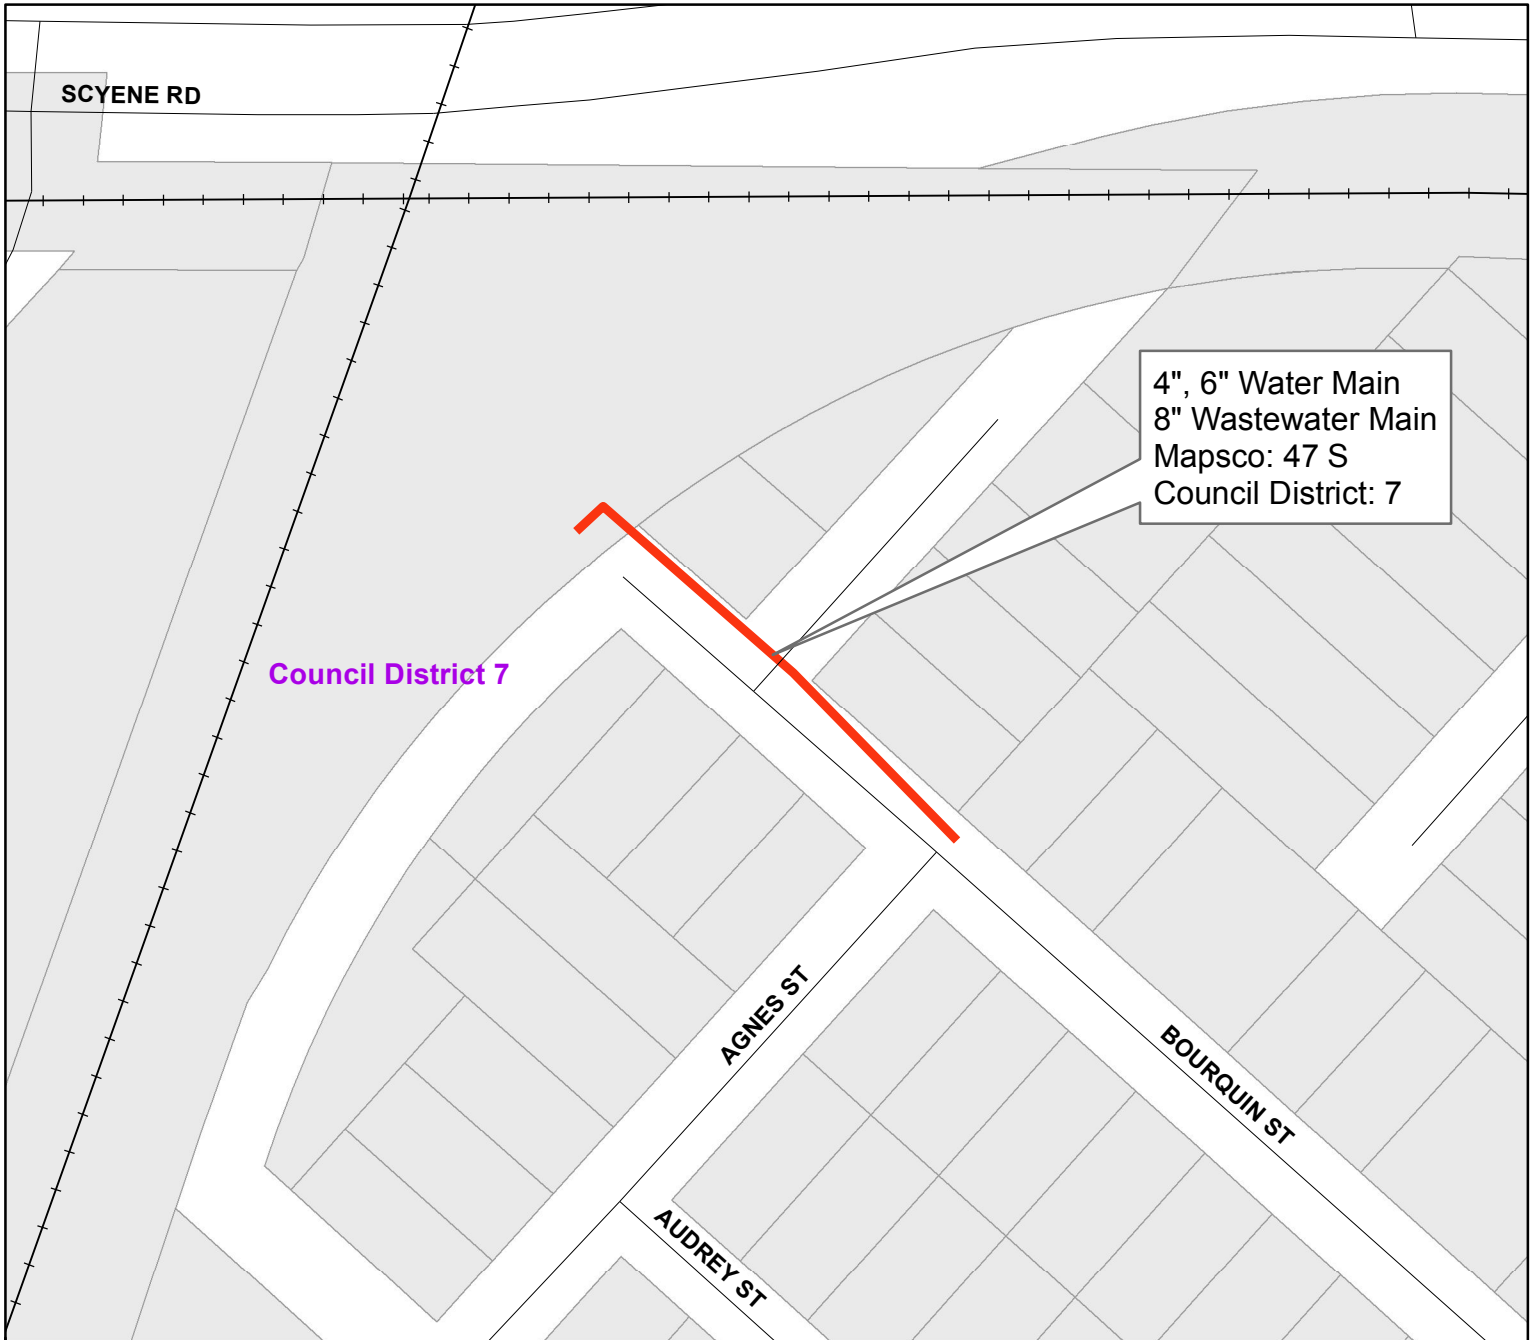 SCYENE RD
4", 6" Water Main
8" Wastewater Main
Mapsco: 47 S
Council District: 7
Council District 7
AGNES ST
BOURQUIN ST
AUDREY ST